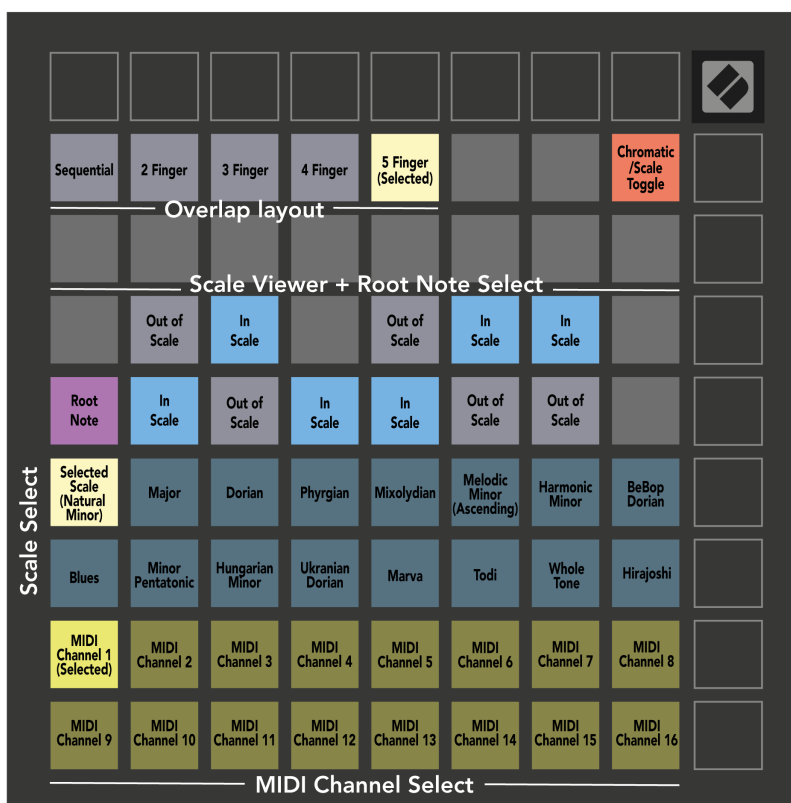 Sequential
2 Finger
3 Finger
4 Finger
5 Finger
(Selected)
Chromatic
/Scale
Toggle
Overlap layout
Scale Viewer + Root Note Select
Out of
Scale
In
Scale
Out of
Scale
In
Scale
In
Scale
Root
Note
In
Scale
Out of
Scale
In
Scale
In
Scale
Out of
Scale
Out of
Scale
Scale Select
Selected
Scale
(Natural
Minor)
Major
Dorian
Phyrgian
Mixolydian
Melodic
Minor
(Ascending)
Harmonic
Minor
BeBop
Dorian
Blues
Minor
Pentatonic
Hungarian
Minor
Ukranian
Dorian
Marva
Todi
Whole
Tone
Hirajoshi
MIDI
Channel 1
(Selected)
MIDI
Channel 2
MIDI
Channel 3
MIDI
Channel 4
MIDI
Channel 5
MIDI
Channel 6
MIDI
Channel 7
MIDI
Channel 8
MIDI
Channel 9
MIDI
Channel 10
MIDI
Channel 11
MIDI
Channel 12
MIDI
Channel 13
MIDI
Channel 14
MIDI
Channel 15
MIDI
Channel 16
MIDI Channel Select